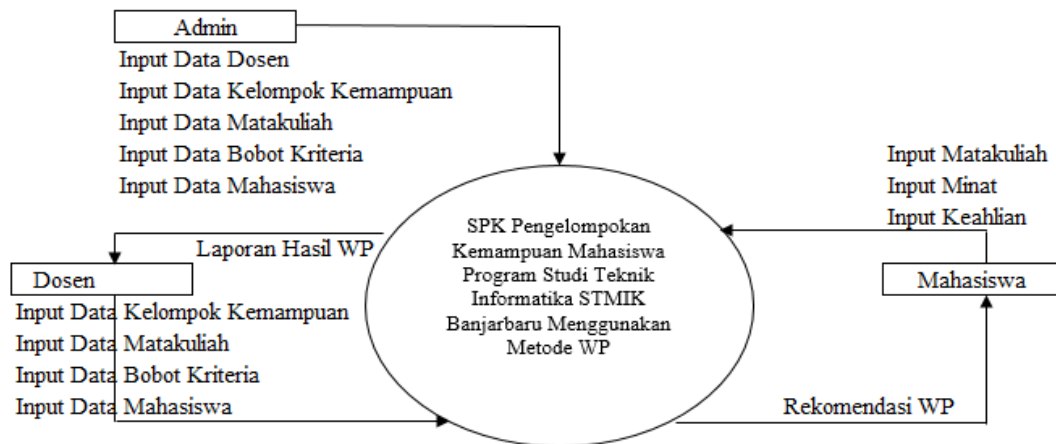 Admin
Input Data Dosen
Input Data Kelompok Kemampuan
Input Data Matakuliah
Input Data Bobot Kriteria
Input Data Mahasiswa
Input Matakuliah
Input Minat
Input Keahlian
SPK Pengelompokan
Kemampuan Mahasiswa
Program Studi Teknik
Informatika STMIK
Banjarbaru Menggunakan
Metode WP
Laporan Hasil WP
Dosen
Mahasiswa
Input Data Kelompok Kemampuan
Input Data Matakuliah
Input Data Bobot Kriteria
Input Data Mahasiswa
Rekomendasi WP